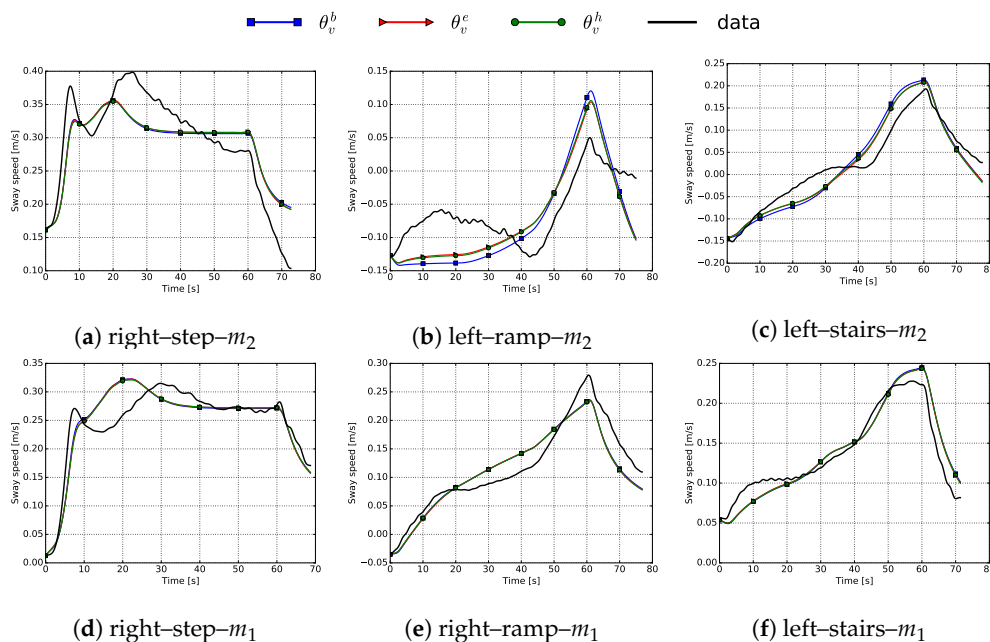 θ_v^b θ_v^e θ_v^h data
0.40
0.35
0.30
0.25
0.20
0.15
0.10
Sway speed [m/s]
0 10 20 30 40 50 60 70 80
Time [s]
(a) right–step–m2
0.15
0.10
0.05
0.00
−0.05
−0.10
−0.15
Sway speed [m/s]
0 10 20 30 40 50 60 70 80
Time [s]
(b) left–ramp–m2
0.25
0.20
0.15
0.10
0.05
0.00
−0.05
−0.10
−0.15
−0.20
Sway speed [m/s]
0 10 20 30 40 50 60 70 80
Time [s]
(c) left–stairs–m2
0.35
0.30
0.25
0.20
0.15
0.10
0.05
0.00
Sway speed [m/s]
0 10 20 30 40 50 60 70
Time [s]
(d) right–step–m1
0.30
0.25
0.20
0.15
0.10
0.05
0.00
−0.05
Sway speed [m/s]
0 10 20 30 40 50 60 70 80
Time [s]
(e) right–ramp–m1
0.25
0.20
0.15
0.10
0.05
0.00
Sway speed [m/s]
0 10 20 30 40 50 60 70 8
Time [s]
(f) left–stairs–m1